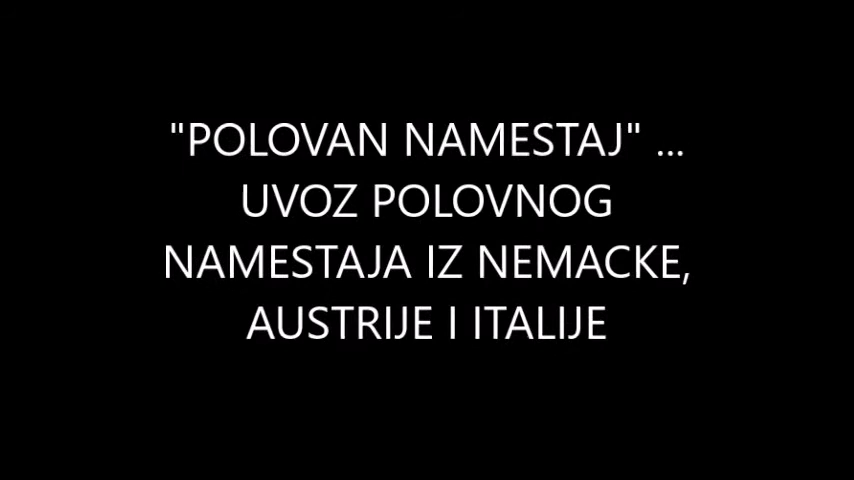 "POLOVAN NAMESTAJ" ...
UVOZ POLOVNOG
NAMESTAJA IZ NEMACKE,
AUSTRIJE I ITALIJE